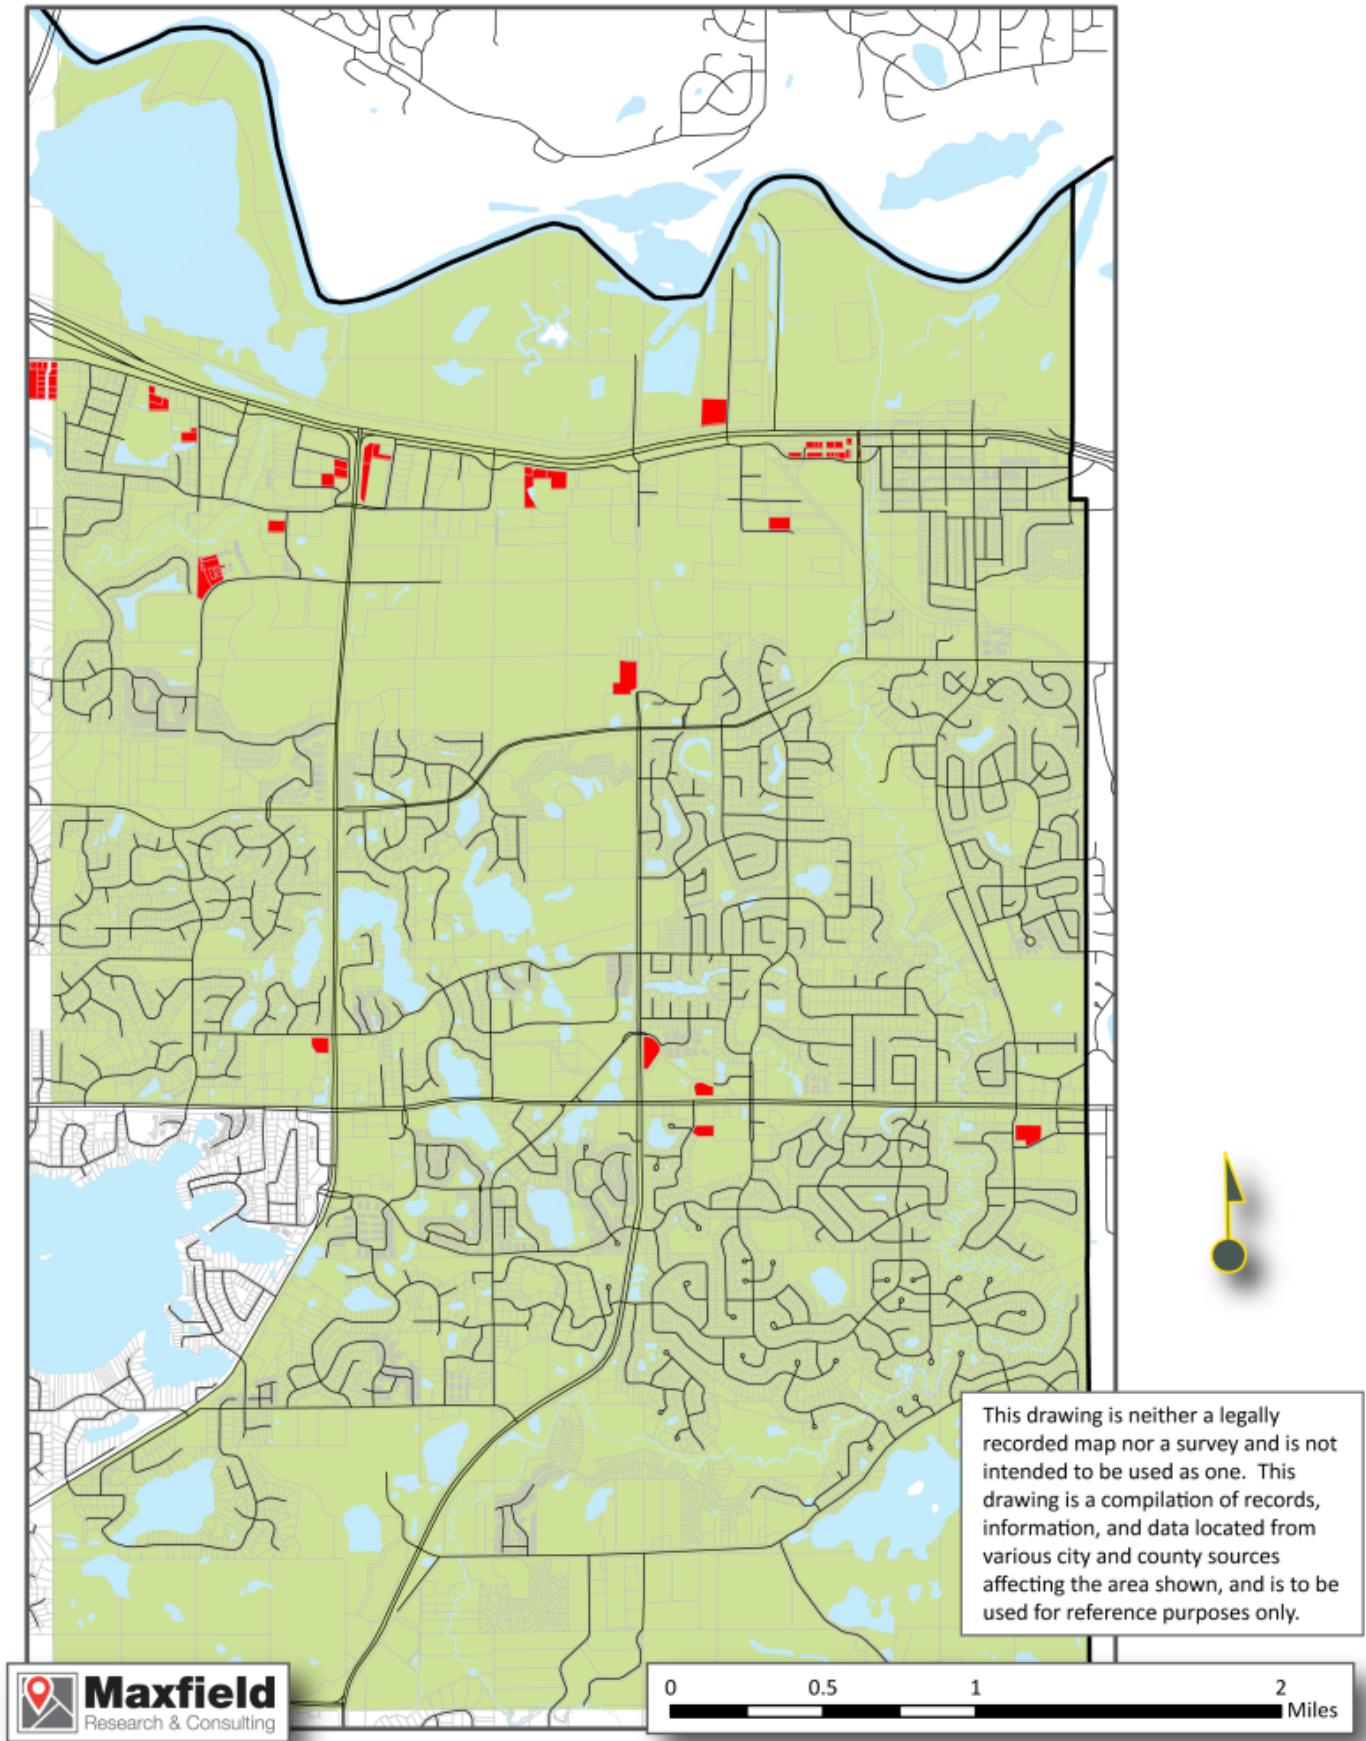 This drawing is neither a legally
recorded map nor a survey and is not
intended to be used as one. This
drawing is a compilation of records,
information, and data located from
various city and county sources
affecting the area shown, and is to be
used for reference purposes only.
Maxfield
Research & Consulting
0 0.5 1 2
Miles